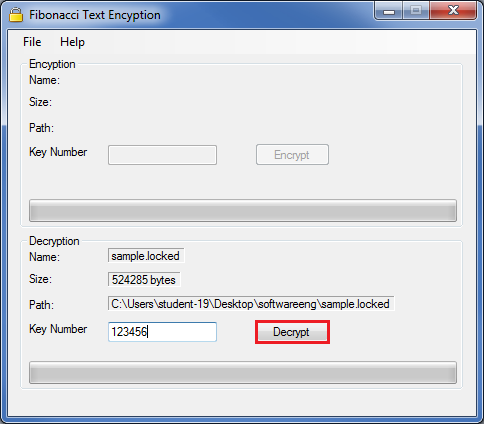 Fibonacci Text Encyption
File Help
Encyption
Name:
Size:
Path:
Key Number Encrypt
Decryption
Name: sample.locked
Size: 524285 bytes
Path: C:\Users\student-19\Desktop\softwareeng\sample.locked
Key Number 123456 Decrypt